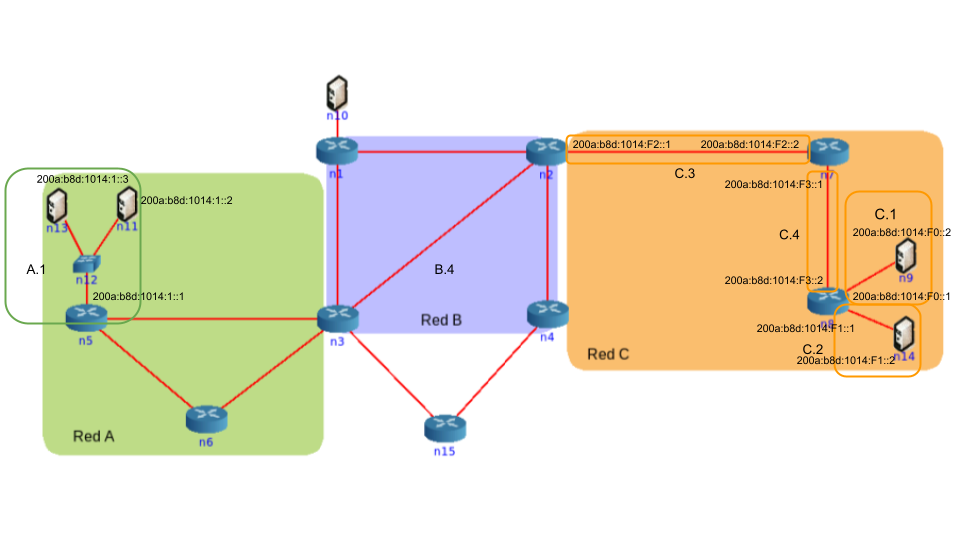 n10
n1
n2
200a:b8d:1014:F2::1
200a:b8d:1014:F2::2
n7
C.3
200a:b8d:1014:F3::1
200a:b8d:1014:1::3
200a:b8d:1014:1::2
n13
n11
A.1
n12
200a:b8d:1014:1::1
n5
n3
n6
Red A
B.4
Red B
n4
n15
C.4
C.1
200a:b8d:1014:F0::2
n9
200a:b8d:1014:F3::2
200a:b8d:1014:F0::1
n8
200a:b8d:1014:F1::1
C.2
200a:b8d:1014:F1::2
n14
Red C